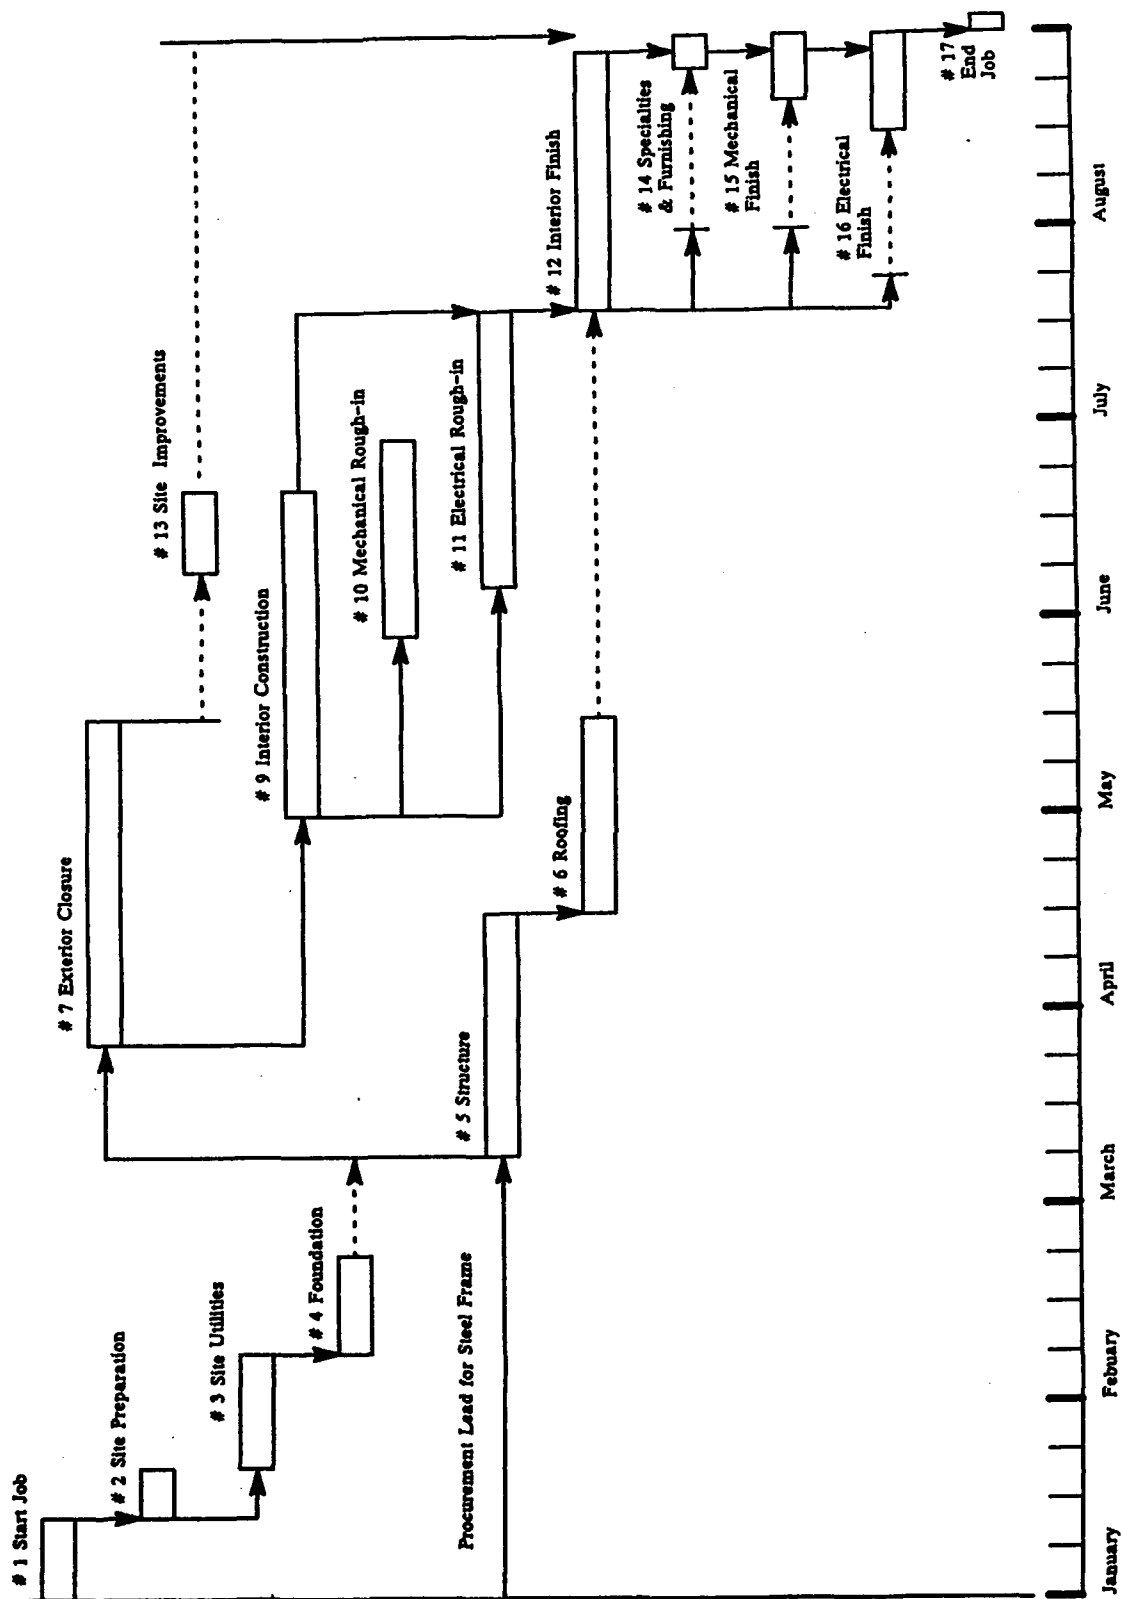 # 1 Start Job
# 2 Site Preparation
# 3 Site Utilities
# 4 Foundation
Procurement Lead for Steel Frame
# 5 Structure
# 7 Exterior Closure
# 6 Roofing
# 9 Interior Construction
# 10 Mechanical Rough-in
# 11 Electrical Rough-in
# 13 Site Improvements
# 12 Interior Finish
# 14 Specialties
& Furnishing
# 15 Mechanical
Finish
# 16 Electrical
Finish
# 17
End
Job
January
Febuary
March
April
May
June
July
August